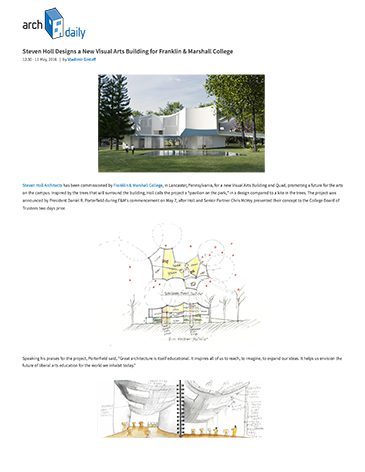 arch
daily
Steven Holl Designs a New Visual Arts Building for Franklin & Marshall College
12:00 - 13 May, 2016 | by Vladimir Gintoff
Steven Holl Architects has been commissioned by Franklin & Marshall College, in Lancaster, Pennsylvania, for a new Visual Arts Building and Quad, promoting a future for the arts
on the campus. Inspired by the trees that will surround the building, Holl calls the project a "pavilion on the park," in a design compared to a kite in the trees. The project was
announced by President Daniel R. Porterfield during F&M's commencement on May 7, after Holl and Senior Partner Chris McVoy presented their concept to the College Board of
Trustees two days prior.
Speaking his praises for the project, Porterfield said, "Great architecture is itself educational. It inspires all of us to reach, to imagine, to expand our ideas. It helps us envision the
future of liberal arts education for the world we inhabit today."